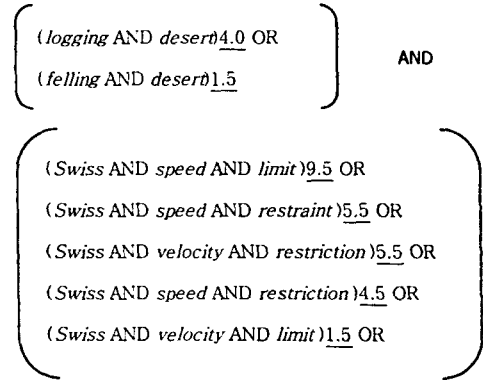 (logging AND desert)4.0 OR
(felling AND desert)1.5
AND
(Swiss AND speed AND limit)9.5 OR
(Swiss AND speed AND restraint)5.5 OR
(Swiss AND velocity AND restriction)5.5 OR
(Swiss AND speed AND restriction)4.5 OR
(Swiss AND velocity AND limit)1.5 OR